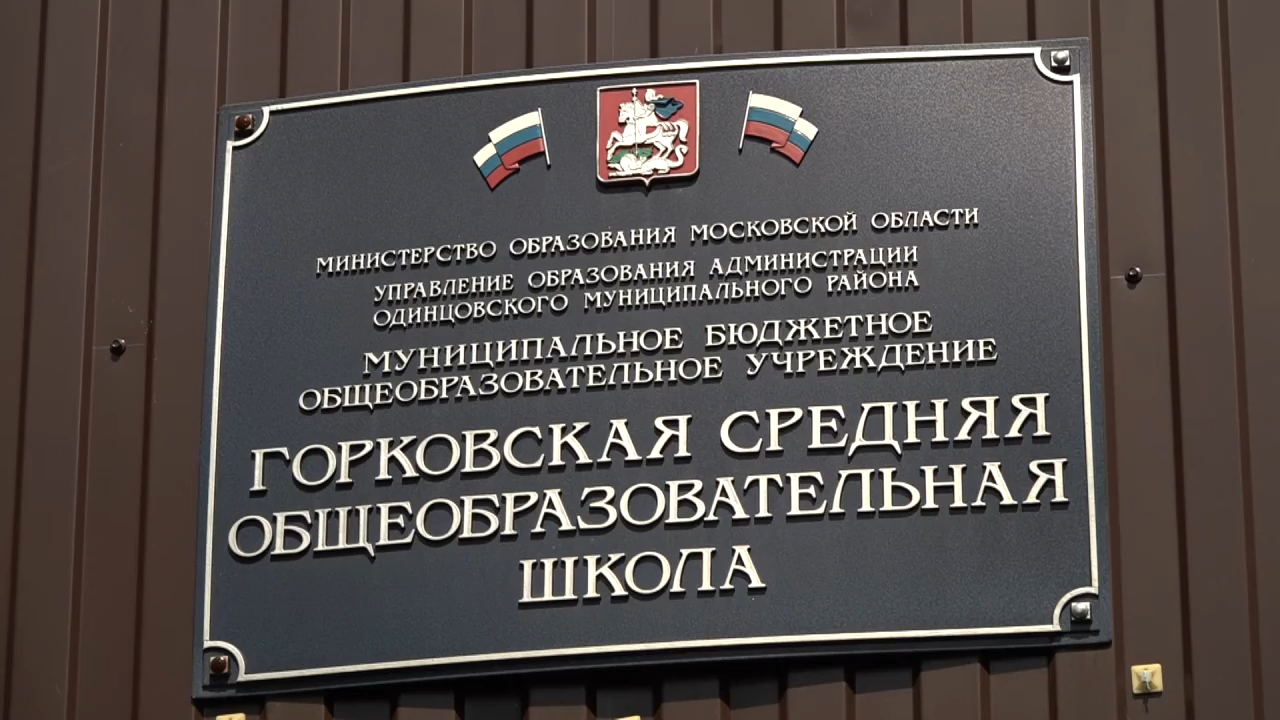 МИНИСТЕРСТВО ОБРАЗОВАНИЯ МОСКОВСКОЙ ОБЛАСТИ
УПРАВЛЕНИЕ ОБРАЗОВАНИЯ АДМИНИСТРАЦИИ
ОДИНЦОВСКОГО МУНИЦИПАЛЬНОГО РАЙОНА
МУНИЦИПАЛЬНОЕ БЮДЖЕТНОЕ
ОБЩЕОБРАЗОВАТЕЛЬНОЕ УЧРЕЖДЕНИЕ
ГОРКОВСКАЯ СРЕДНЯЯ
ОБЩЕОБРАЗОВАТЕЛЬНАЯ
ШКОЛА